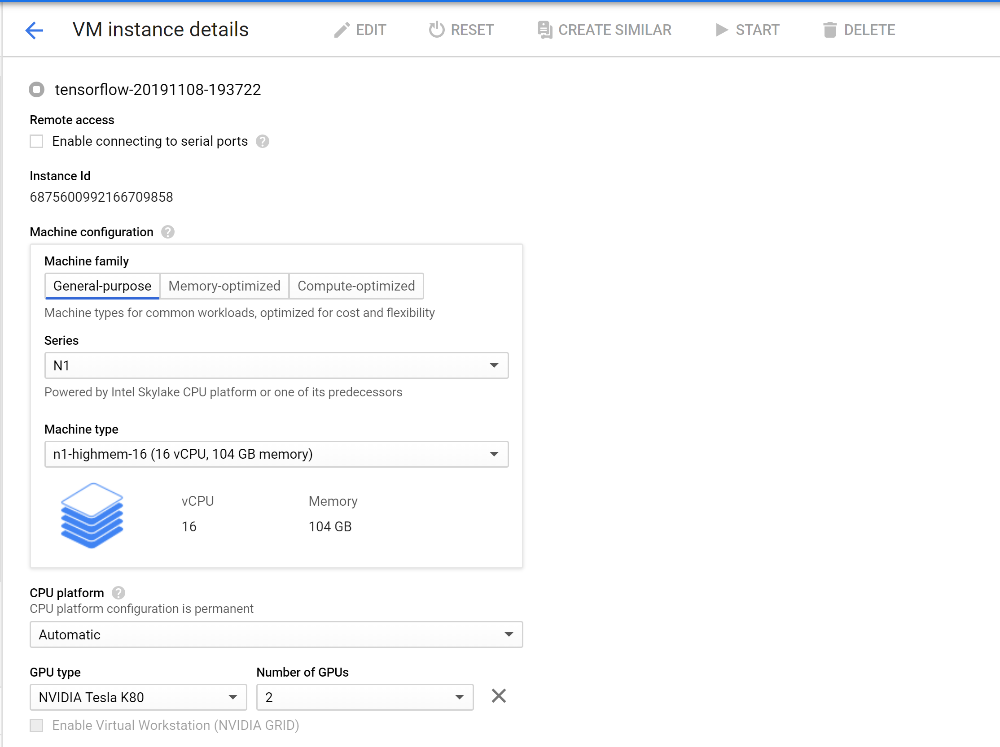 VM instance details EDIT RESET CREATE SIMILAR START DELETE
tensorflow-20191108-193722
Remote access
Enable connecting to serial ports ?
Instance Id
6875600992166709858
Machine configuration ?
Machine family
General-purpose Memory-optimized Compute-optimized
Machine types for common workloads, optimized for cost and flexibility
Series
N1
Powered by Intel Skylake CPU platform or one of its predecessors
Machine type
n1-highmem-16 (16 vCPU, 104 GB memory)
vCPU Memory
16 104 GB
CPU platform ?
CPU platform configuration is permanent
Automatic
GPU type Number of GPUs
NVIDIA Tesla K80 2
Enable Virtual Workstation (NVIDIA GRID)